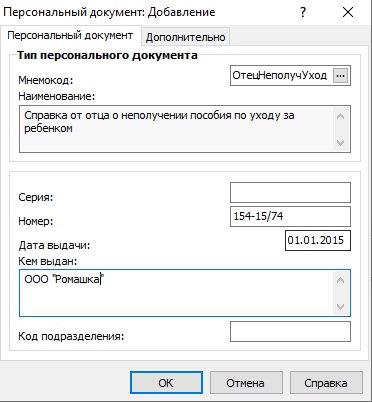 Персональный документ: Добавление
Персональный документ Дополнительно
Тип персонального документа
Мнемокод: ОтецНеполучУход ...
Наименование:
Справка от отца о неполучении пособия по уходу за
ребенком
Серия:
Номер: 154-15/74
Дата выдачи: 01.01.2015
Кем выдан:
ООО "Ромашка"
Код подразделения:
ОК Отмена Справка